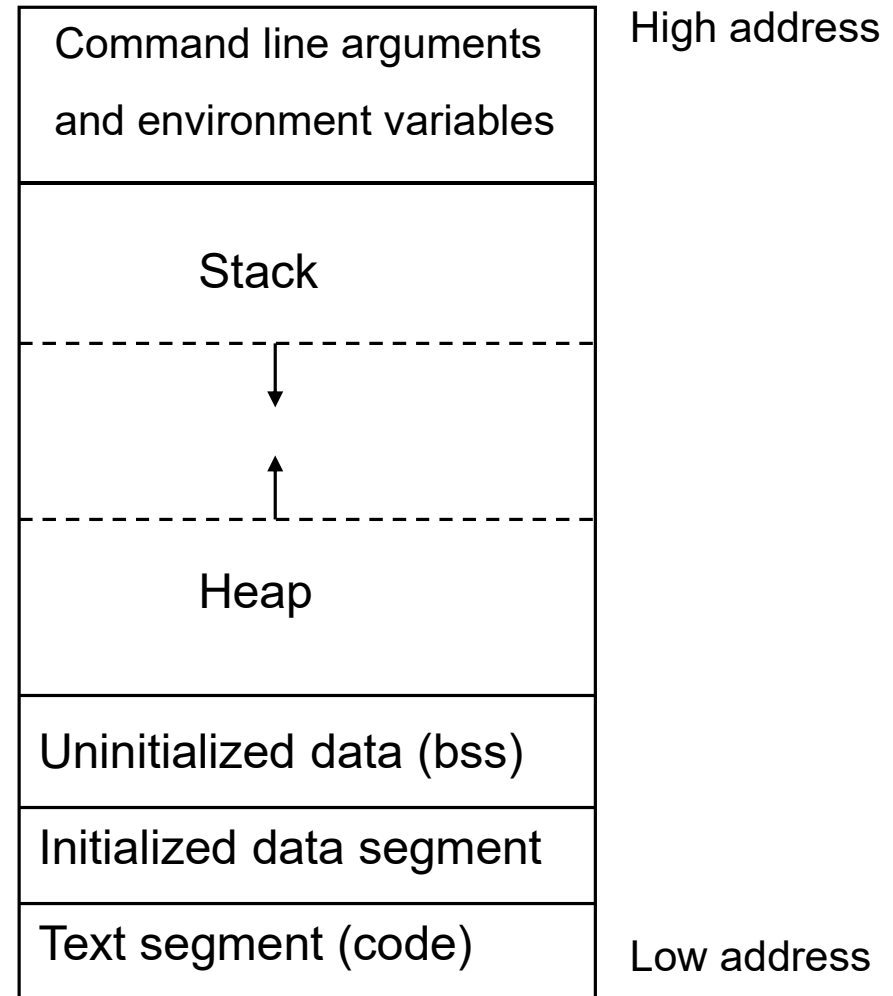 Command line arguments
and environment variables
High address
Stack
Heap
Uninitialized data (bss)
Initialized data segment
Text segment (code)
Low address